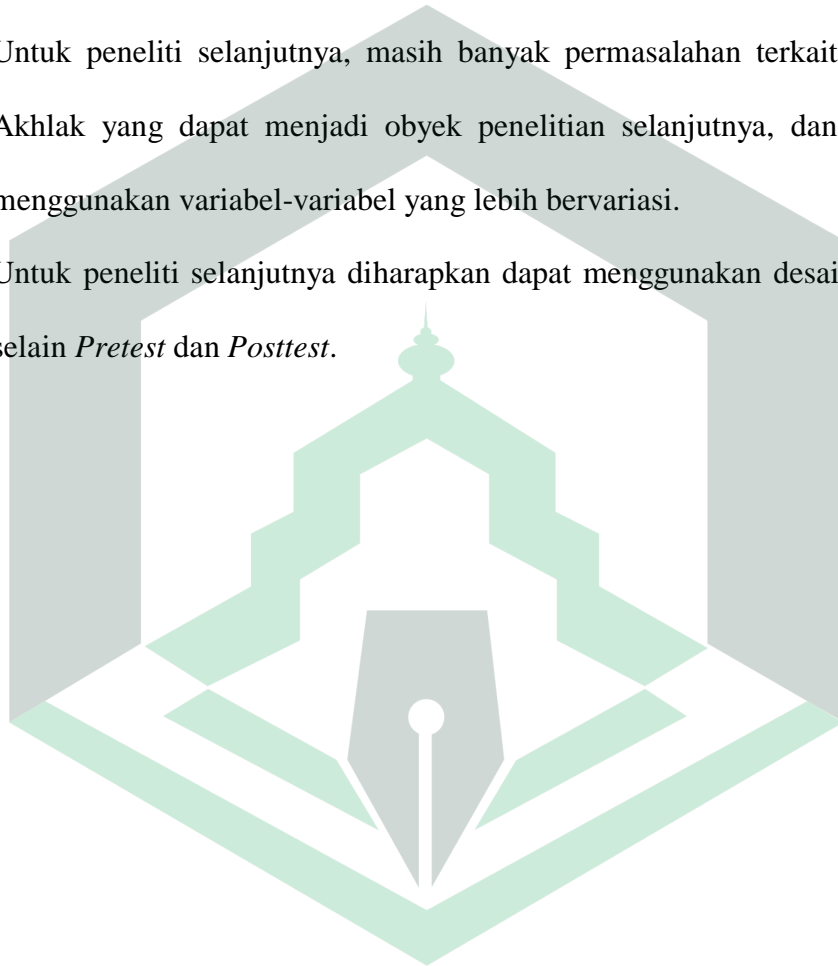 Untuk peneliti selanjutnya, masih banyak permasalahan terkait
Akhlak yang dapat menjadi obyek penelitian selanjutnya, dan
menggunakan variabel-variabel yang lebih bervariasi.
Untuk peneliti selanjutnya diharapkan dapat menggunakan desai
selain Pretest dan Posttest.